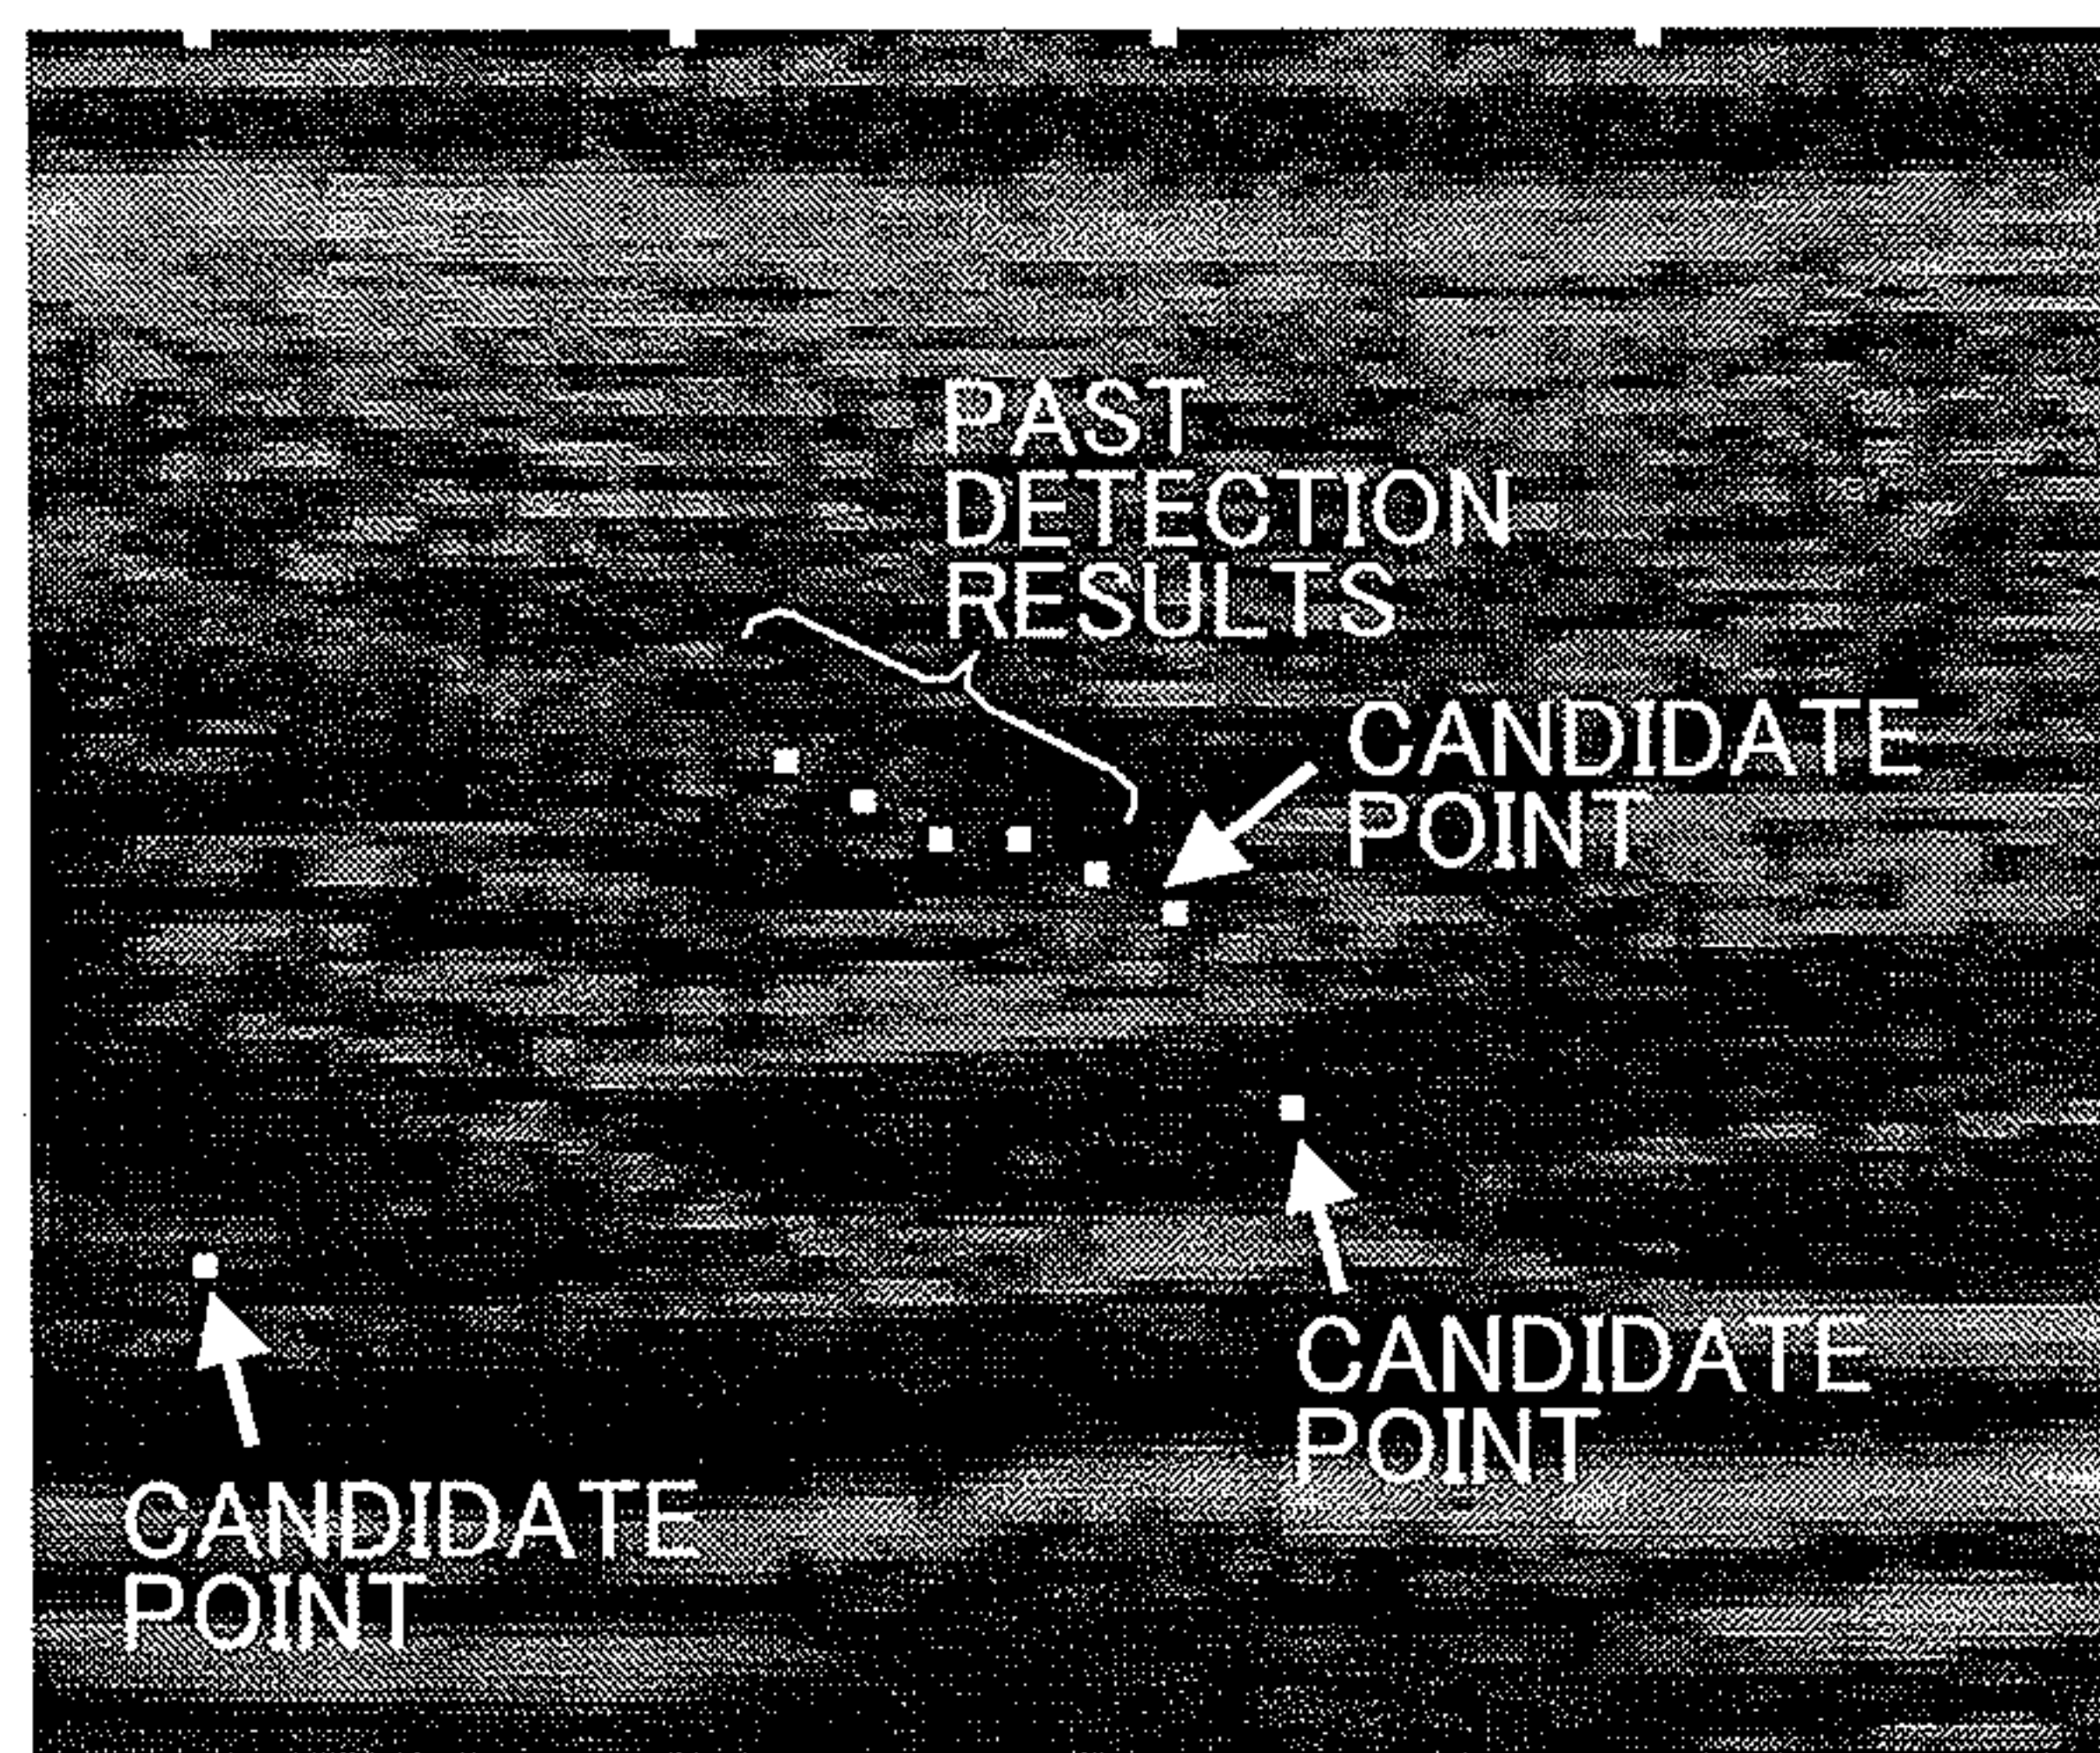 PAST
DETECTION
RESULTS
CANDIDATE
POINT
CANDIDATE
POINT
CANDIDATE
POINT